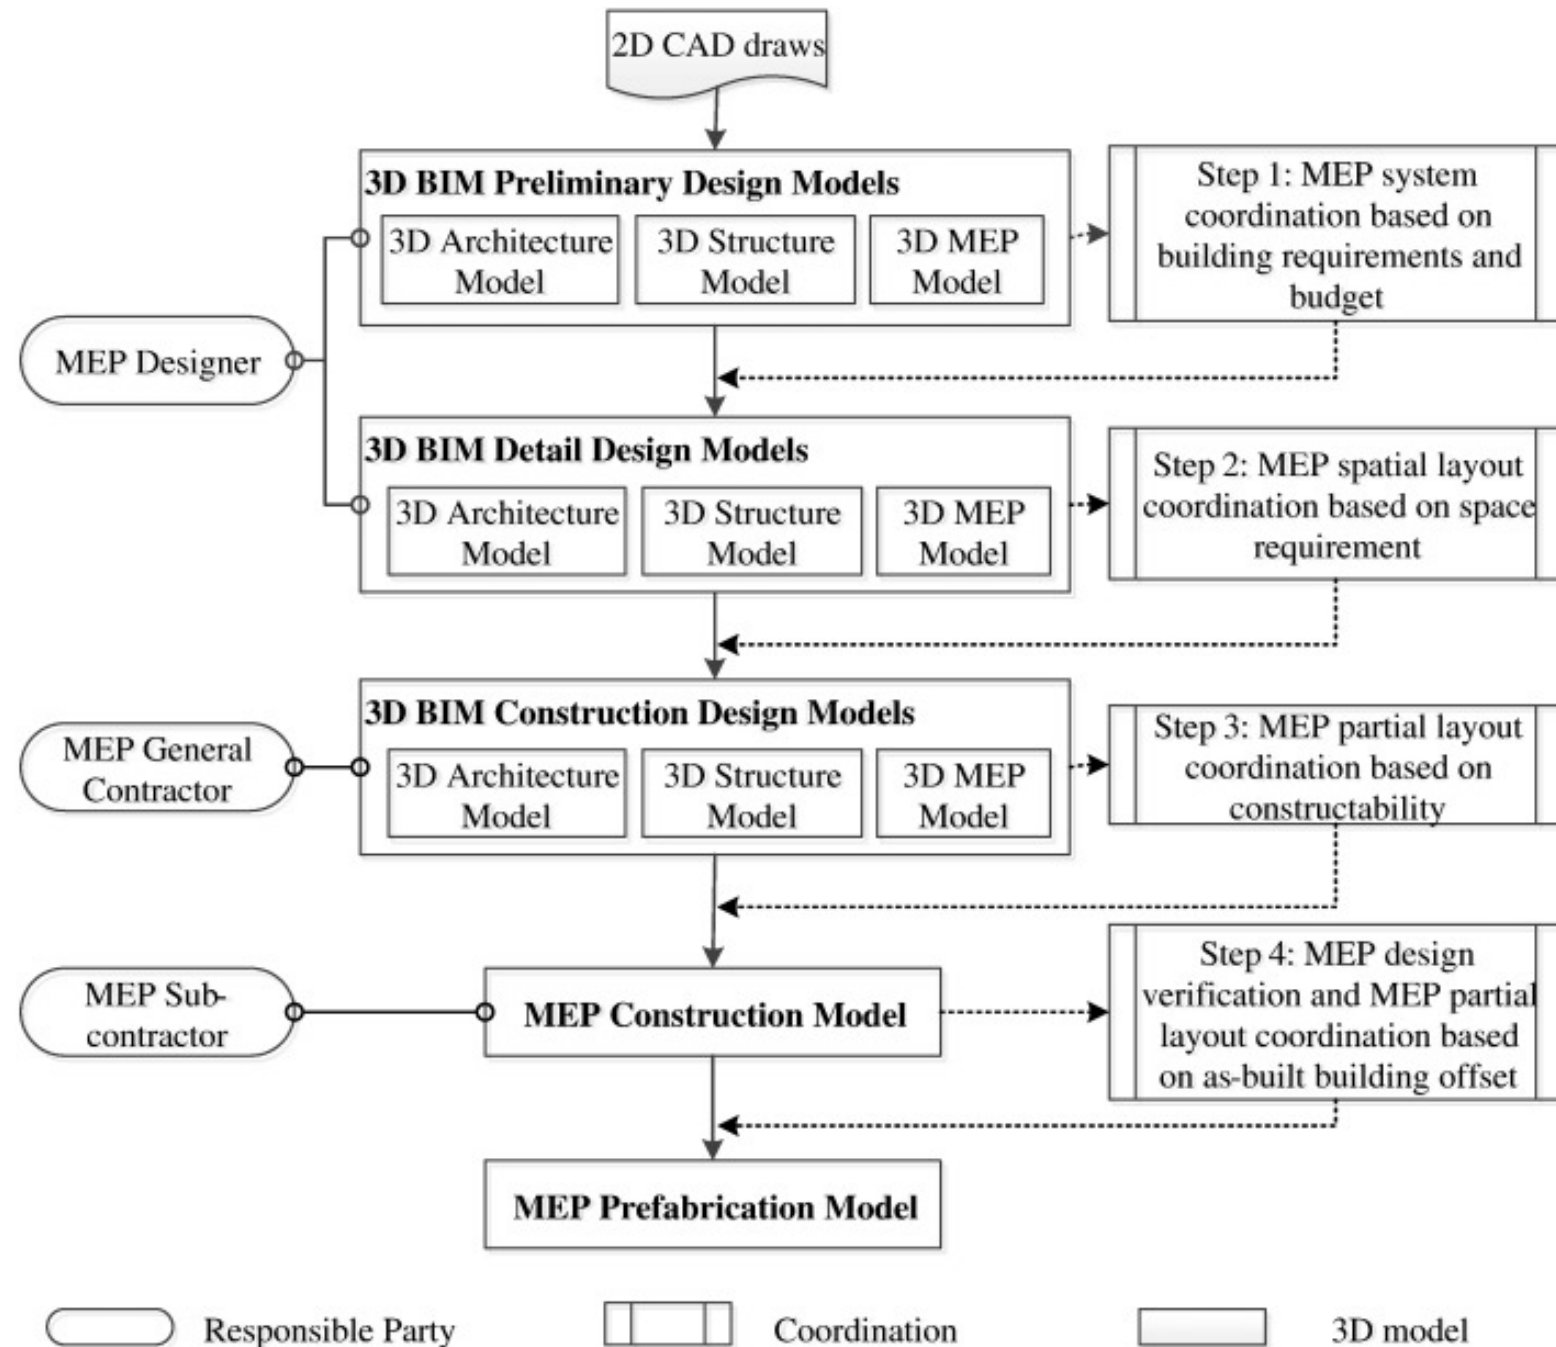 2D CAD draws
3D BIM Preliminary Design Models
3D Architecture
Model
3D Structure
Model
3D MEP
Model
Step 1: MEP system
coordination based on
building requirements and
budget
MEP Designer
3D BIM Detail Design Models
3D Architecture
Model
3D Structure
Model
3D MEP
Model
Step 2: MEP spatial layout
coordination based on space
requirement
MEP General
Contractor
3D BIM Construction Design Models
3D Architecture
Model
3D Structure
Model
3D MEP
Model
Step 3: MEP partial layout
coordination based on
constructability
MEP Sub-
contractor
MEP Construction Model
Step 4: MEP design
verification and MEP partial
layout coordination based
on as-built building offset
MEP Prefabrication Model
Responsible Party
Coordination
3D model